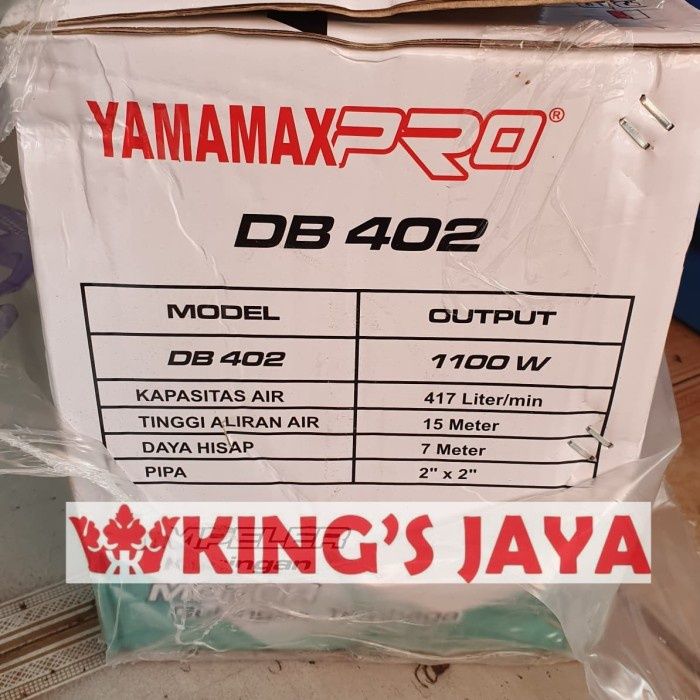 YAMAMAXPRO®
DB 402
MODEL OUTPUT
DB 402 1100 W
KAPASITAS AIR 417 Liter/min
TINGGI ALIRAN AIR 15 Meter
DAYA HISAP 7 Meter
PIPA 2" x 2"
KING'S JAYA